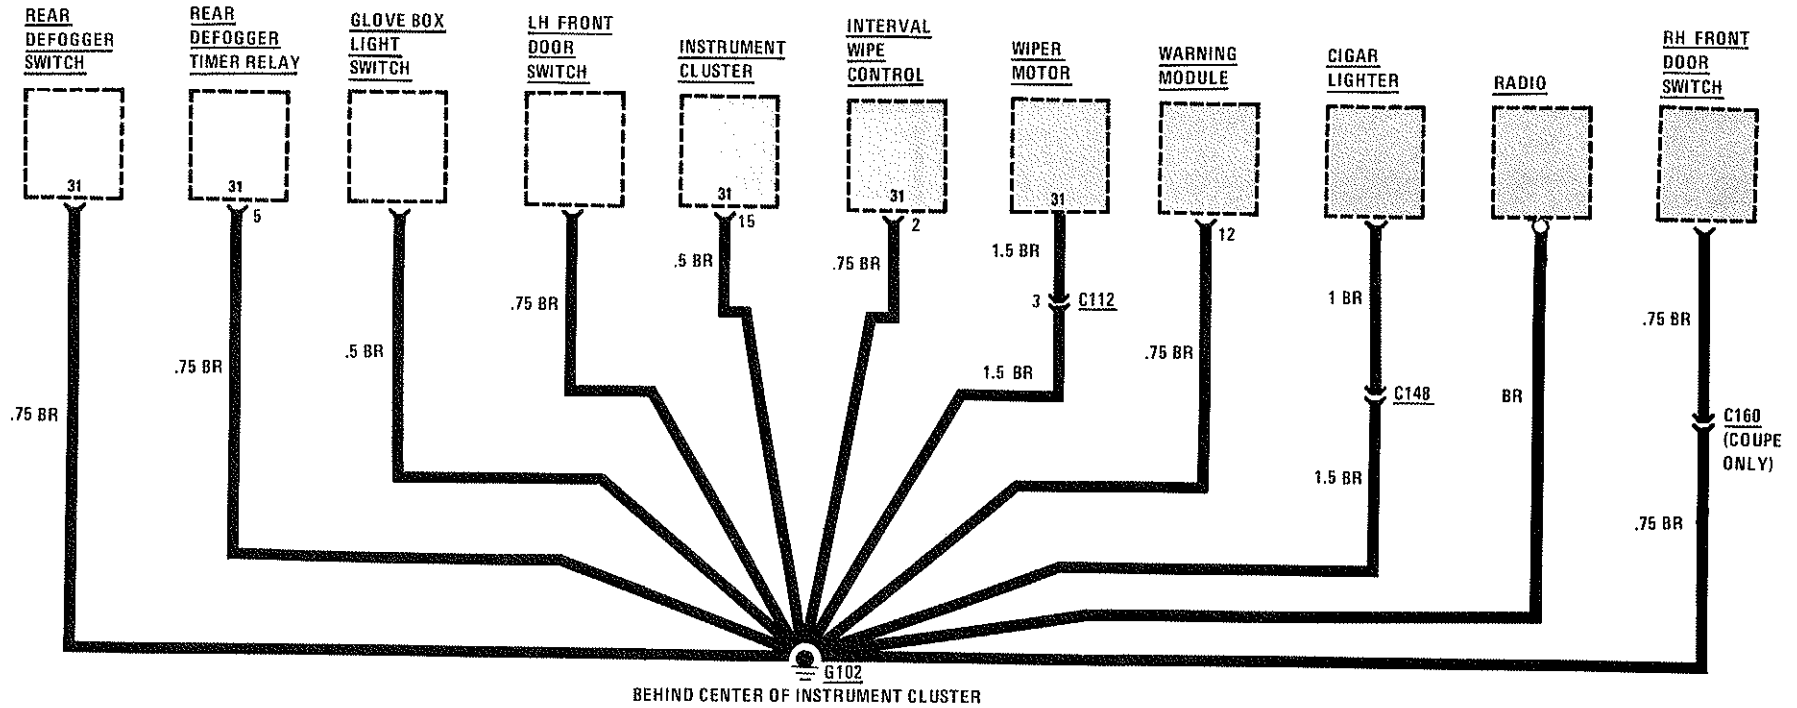 REAR
DEFOGGER
SWITCH
REAR
DEFOGGER
TIMER RELAY
GLOVE BOX
LIGHT
SWITCH
LH FRONT
DOOR
SWITCH
INSTRUMENT
CLUSTER
INTERVAL
WIPE
CONTROL
WIPER
MOTOR
WARNING
MODULE
CIGAR
LIGHTER
RADIO
RH FRONT
DOOR
SWITCH
31
31
31
31
31
5
15
2
12
.5 BR
.75 BR
1.5 BR
.75 BR
3
C112
1 BR
.75 BR
.75 BR
.5 BR
1.5 BR
.75 BR
C148
BR
.75 BR
C160
(COUPE
ONLY)
1.5 BR
.75 BR
G102
BEHIND CENTER OF INSTRUMENT CLUSTER